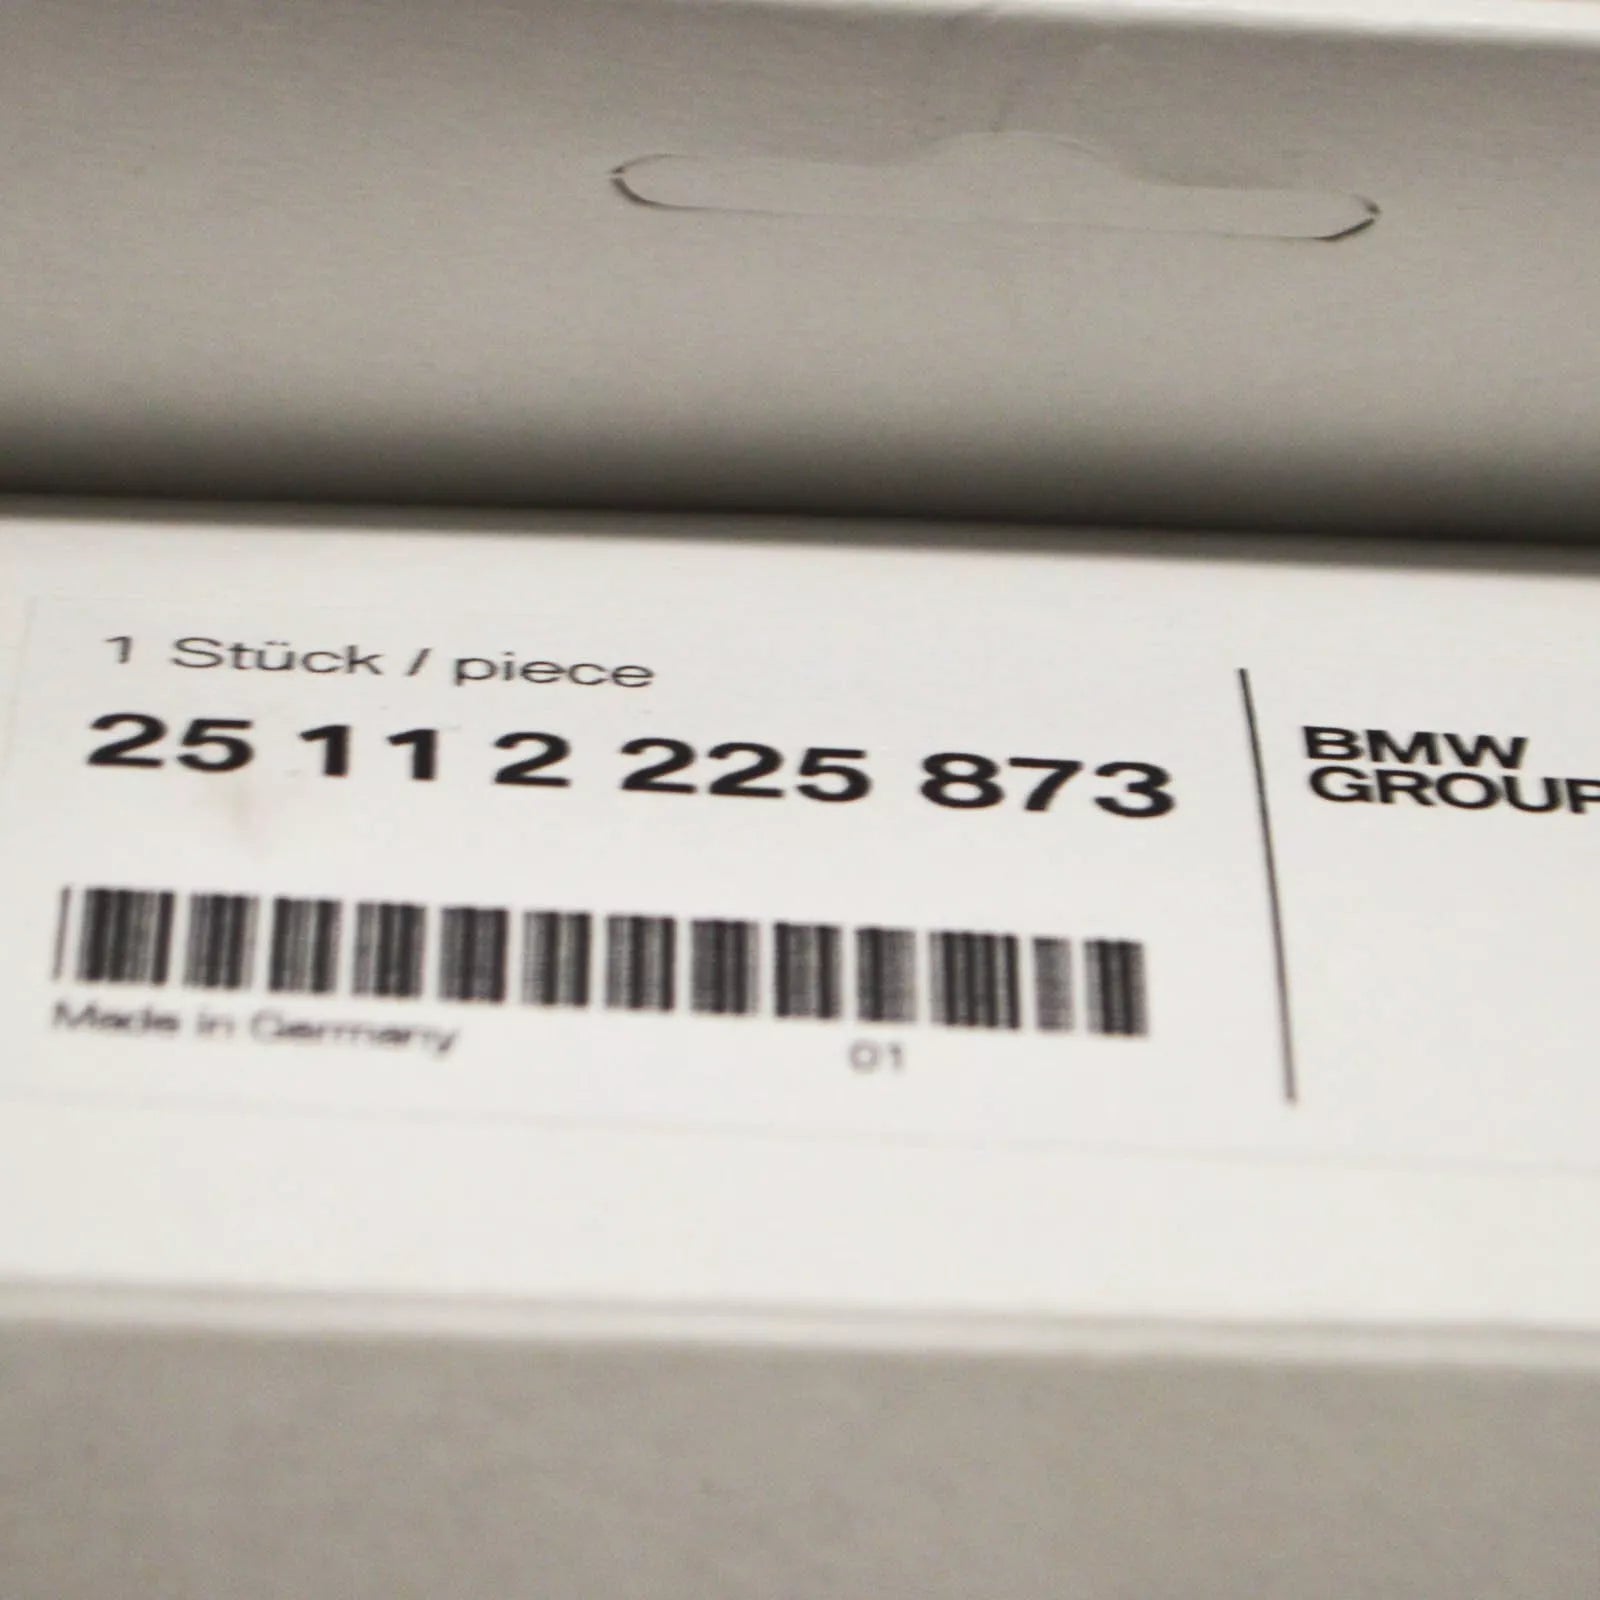 1 Stück / piece
25 11 2 225 873
Made in Germany
01
BMW
GROUP